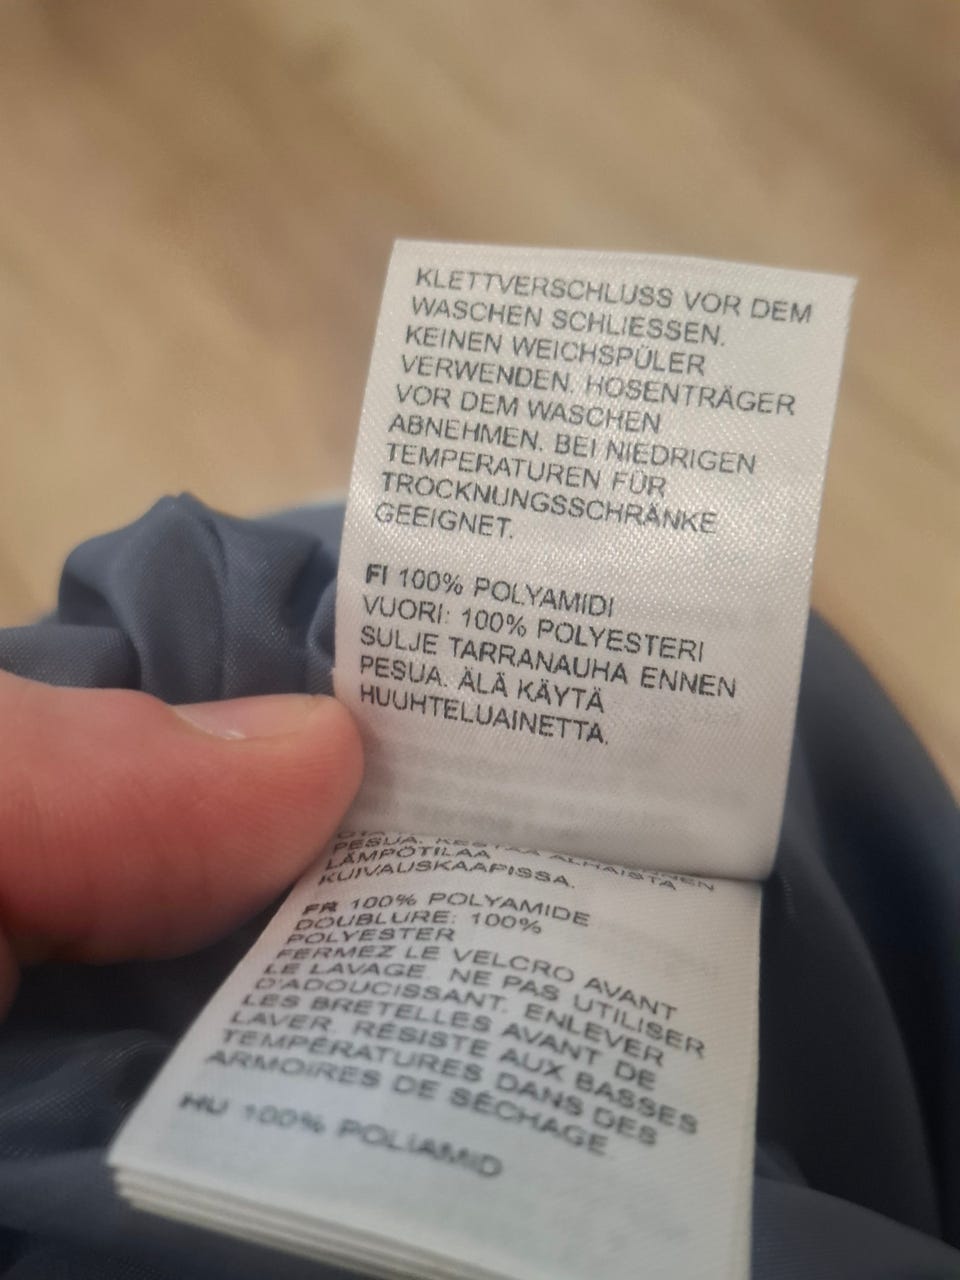 KLETTVERSCHLUSS VOR DEM
WASCHEN SCHLIESSEN.
KEINEN WEICHSPÜLER
VERWENDEN. HOSENTRÄGER
VOR DEM WASCHEN
ABNEHMEN. BEI NIEDRIGEN
TEMPERATUREN FÜR
TROCKNUNGSSCHRÄNKE
GEEIGNET.
FI 100% POLYAMIDI
VUORI: 100% POLYESTERI
SULJE TARRANAUHA ENNEN
PESUA. ÄLÄ KÄYTÄ
HUUHTELUAINETTA.
PESUA. KESTÄÄ ALHAISTA
LÄMPÖTILAA
KUIVAUSKAAPISSA.
FR 100% POLYAMIDE
DOUBLURE: 100%
POLYESTER
FERMEZ LE VELCRO AVANT
LE LAVAGE. NE PAS UTILISER
D'ADOUCISSANT. ENLEVER
LES BRETELLES AVANT DE
LAVER. RÉSISTE AUX BASSES
TEMPÉRATURES DANS DES
ARMOIRES DE SÉCHAGE
HU 100% POLIAMID